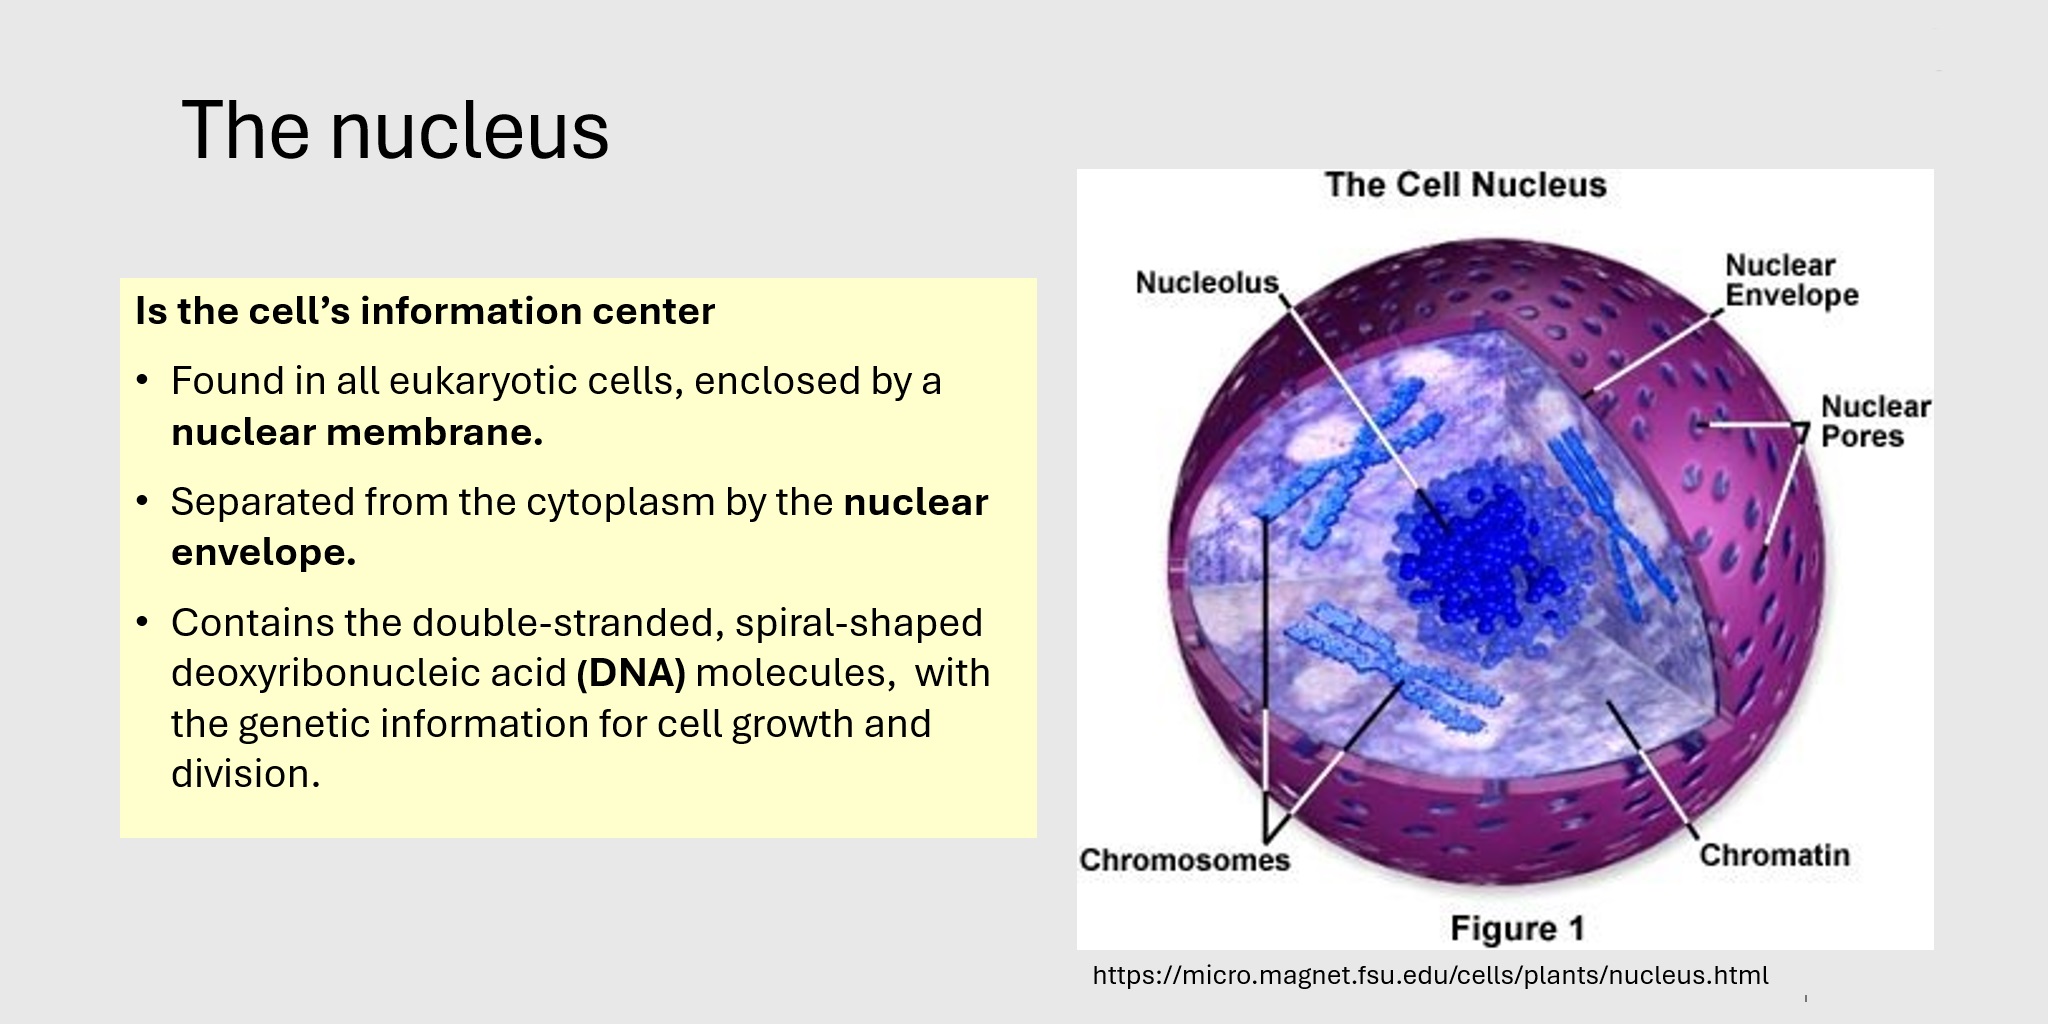 The nucleus
Is the cell’s information center
• Found in all eukaryotic cells, enclosed by a
nuclear membrane.
• Separated from the cytoplasm by the nuclear
envelope.
• Contains the double-stranded, spiral-shaped
deoxyribonucleic acid (DNA) molecules,  with
the genetic information for cell growth and
division.
The Cell Nucleus
Nucleolus
Nuclear
Envelope
Nuclear
Pores
Chromosomes
Chromatin
Figure 1
https://micro.magnet.fsu.edu/cells/plants/nucleus.html